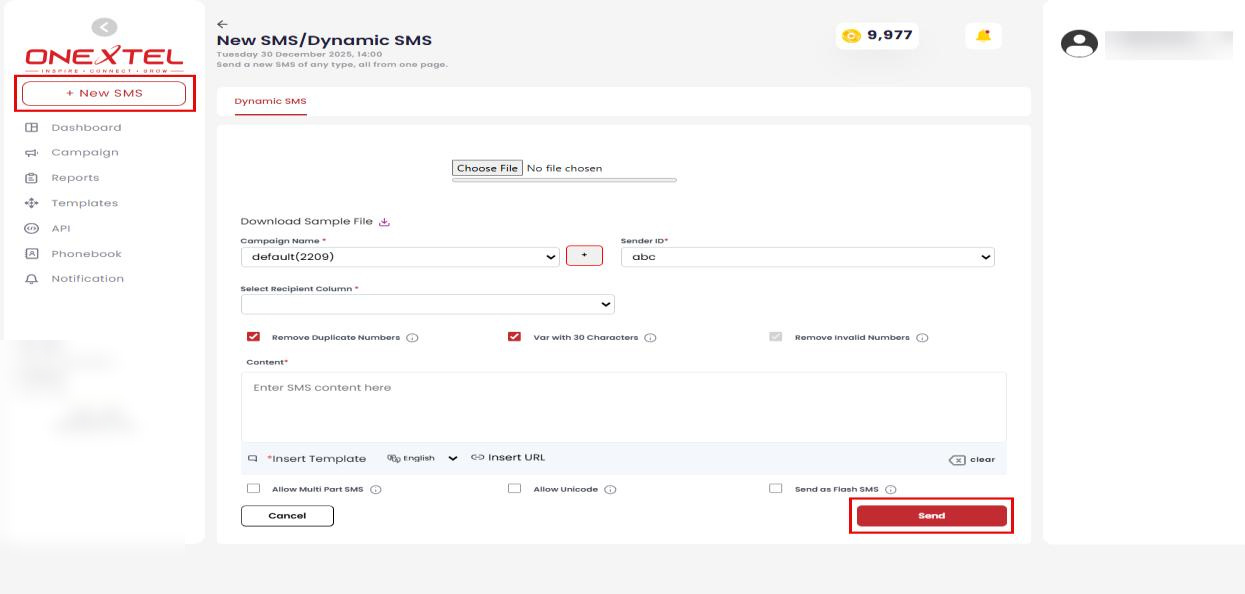 ONEXTEL
INSPIRE • CONNECT • GROW
+ New SMS
Dashboard
Campaign
Reports
Templates
API
Phonebook
Notification
New SMS/Dynamic SMS
Tuesday 30 December 2025, 14:00
Send a new SMS of any type, all from one page.
9,977
Dynamic SMS
Choose File No file chosen
Download Sample File
Campaign Name *
Sender ID*
default(2209)
+
abc
Select Recipient Column *
Remove Duplicate Numbers
Var with 30 Characters
Remove Invalid Numbers
Content*
Enter SMS content here
*Insert Template
English
Insert URL
clear
Allow Multi Part SMS
Allow Unicode
Send as Flash SMS
Cancel
Send